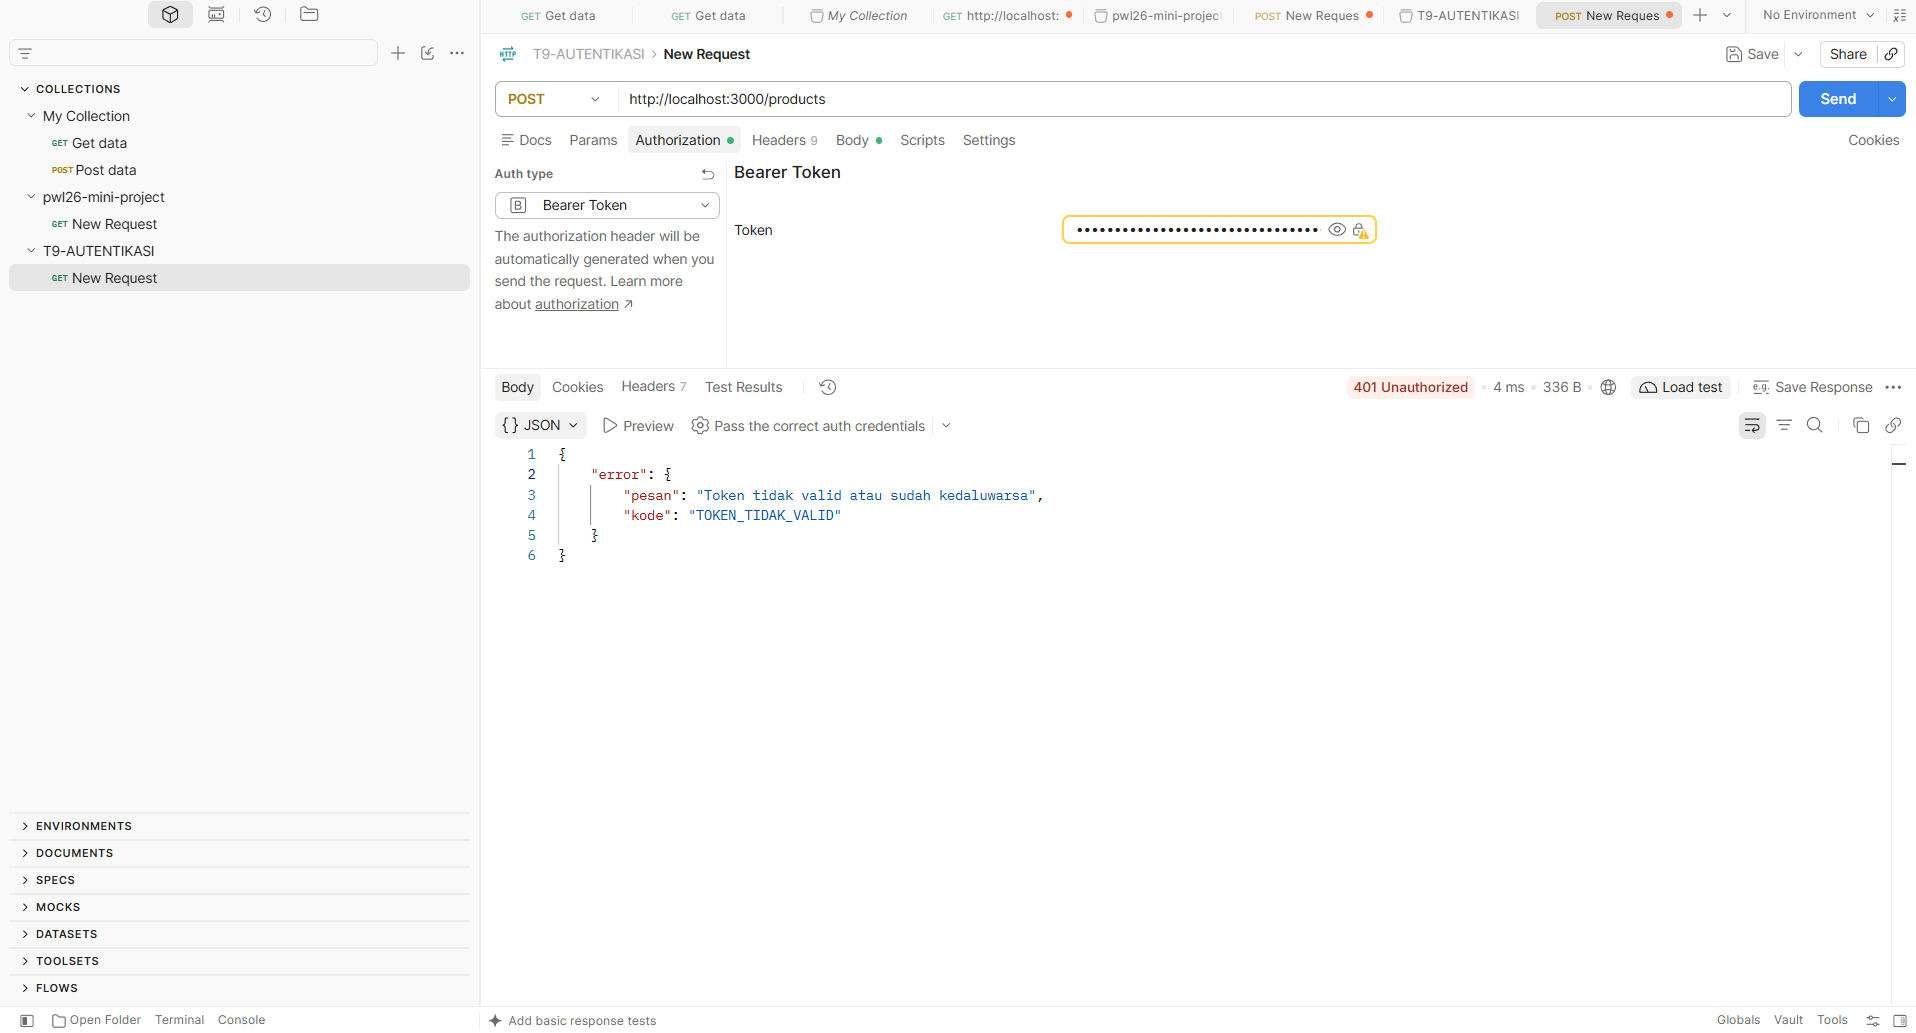 GET Get data
GET Get data
My Collection
GET http://localhost:
pwl26-mini-projec
POST New Reques
T9-AUTENTIKASI
POST New Reques
No Environment
HTTP T9-AUTENTIKASI > New Request
Save
Share
COLLECTIONS
My Collection
GET Get data
POST Post data
pwl26-mini-project
GET New Request
T9-AUTENTIKASI
GET New Request
POST
http://localhost:3000/products
Send
Docs
Params
Authorization
Headers 9
Body
Scripts
Settings
Cookies
Auth type
B Bearer Token
The authorization header will be
automatically generated when you
send the request. Learn more
about authorization ↗
Bearer Token
Token
Body
Cookies
Headers 7
Test Results
401 Unauthorized
4 ms
336 B
Load test
e.g. Save Response
{} JSON
Preview
Pass the correct auth credentials
1 {
2 "error": {
3 "pesan": "Token tidak valid atau sudah kedaluwarsa",
4 "kode": "TOKEN_TIDAK_VALID"
5 }
6 }
ENVIRONMENTS
DOCUMENTS
SPECS
MOCKS
DATASETS
TOOLSETS
FLOWS
Open Folder
Terminal
Console
Add basic response tests
Globals
Vault
Tools